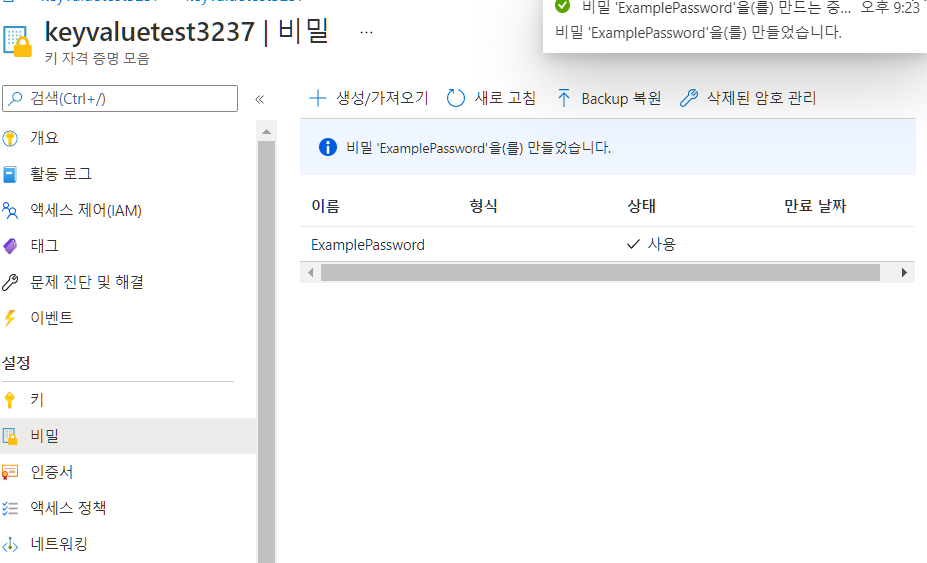 keyvaluetest3237 | 비밀 ...
키 자격 증명 모음
비밀 'ExamplePassword'을(를) 만드는 중... 오후 9:23
비밀 'ExamplePassword'을(를) 만들었습니다.
검색(Ctrl+/) «
개요
활동 로그
액세스 제어(IAM)
태그
문제 진단 및 해결
이벤트
설정
키
비밀
인증서
액세스 정책
네트워킹
생성/가져오기 새로 고침 Backup 복원 삭제된 암호 관리
비밀 'ExamplePassword'을(를) 만들었습니다.
이름 형식 상태 만료 날짜
ExamplePassword 사용